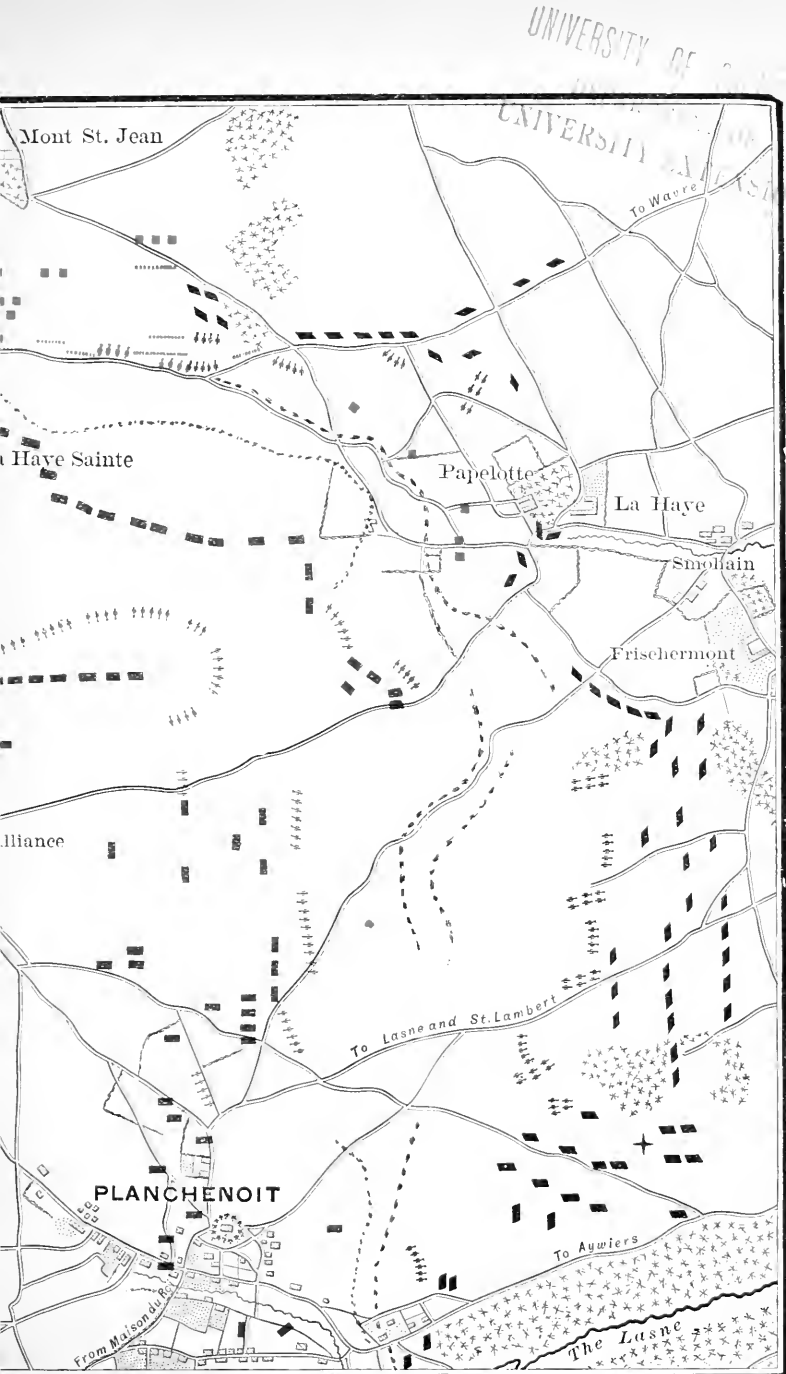 UNIVERSITY OF
UNIVERSITY EXTENSI
Mont St. Jean
To Wavre
a Haye Sainte
Papelotte
La Haye
Smohain
Frischermont
lliance
To Lasne and St. Lambert
PLANCHENOIT
To Aywiers
From Maison du Roi
The Lasne